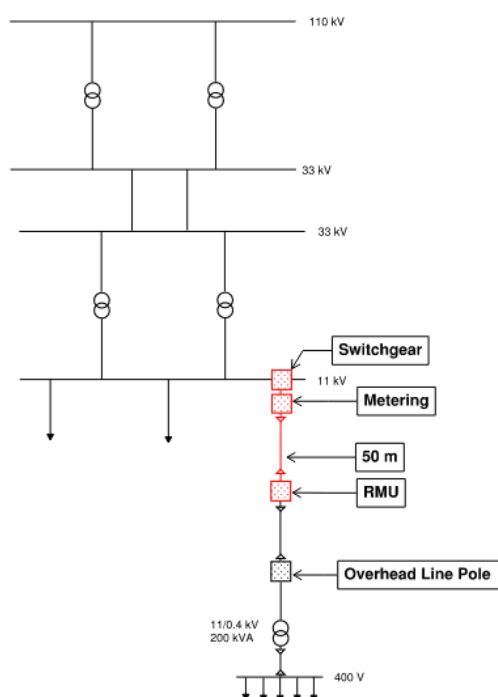 110 kV
33 kV
33 kV
Switchgear
11 kV
Metering
50 m
RMU
Overhead Line Pole
11/0.4 kV
200 kVA
400 V